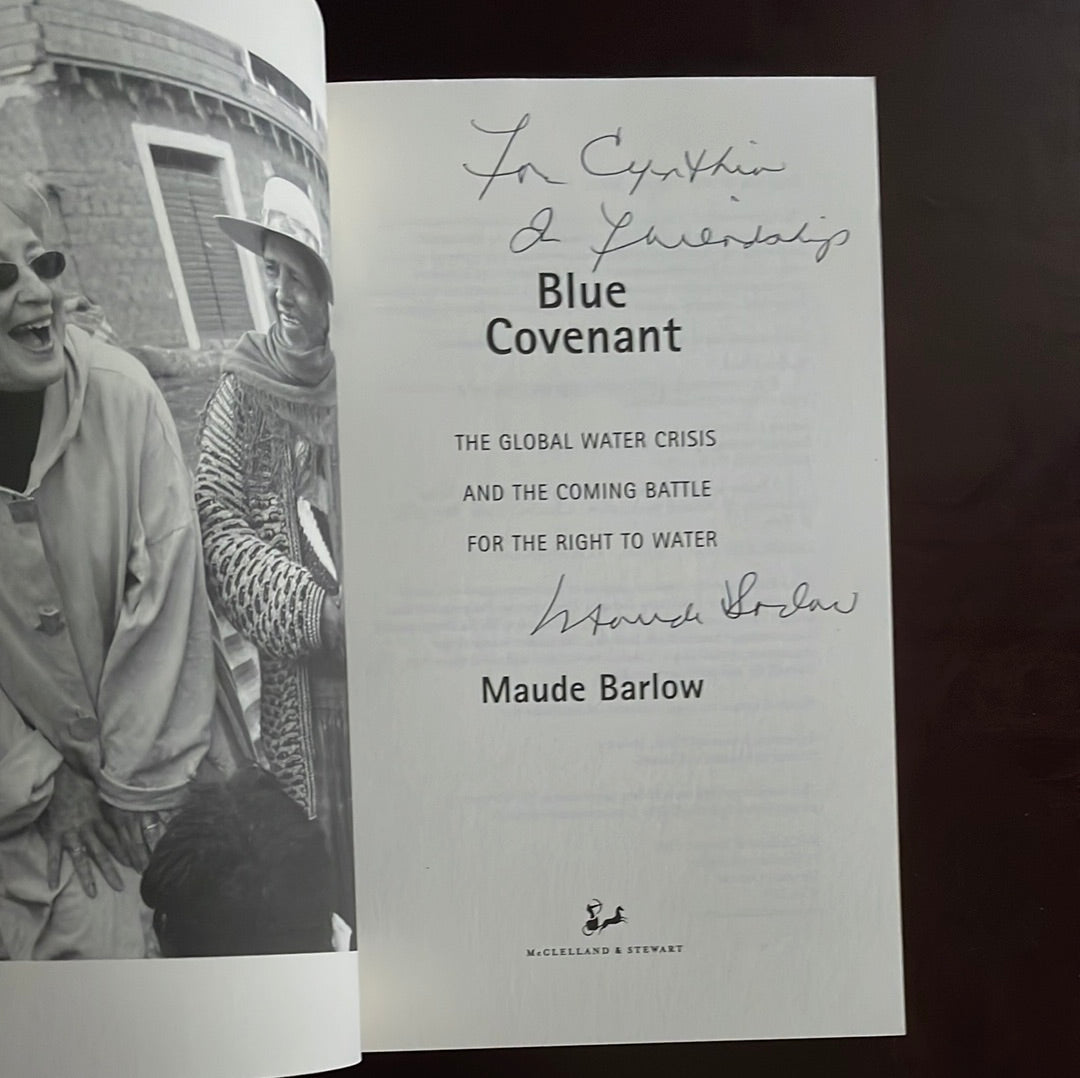 For Cynthia
In Friendship
Blue
Covenant
THE GLOBAL WATER CRISIS
AND THE COMING BATTLE
FOR THE RIGHT TO WATER
Maude Barlow
Maude Barlow
McCLELLAND & STEWART